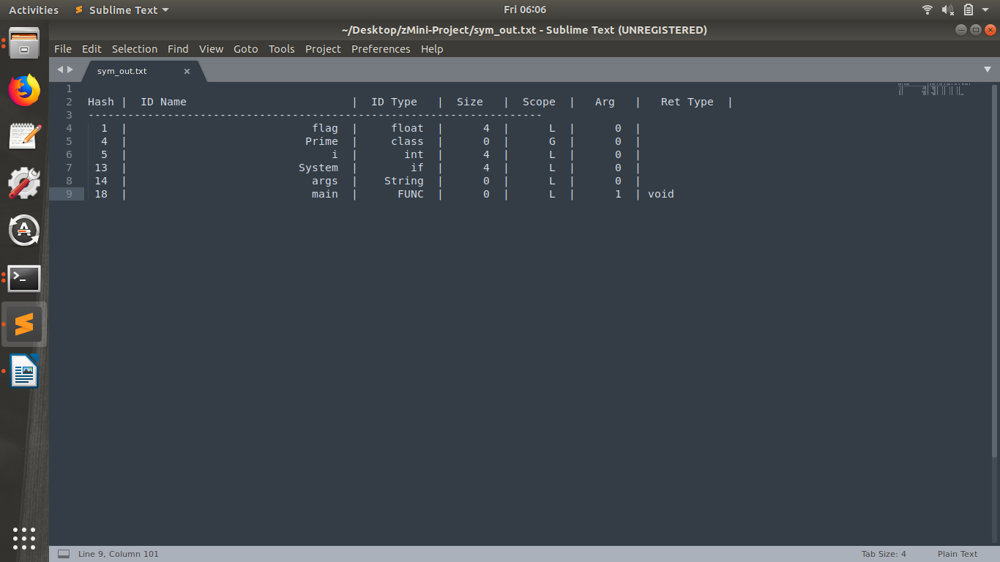 Activities Sublime Text Fri 06:06
~/Desktop/zMini-Project/sym_out.txt - Sublime Text (UNREGISTERED)
File Edit Selection Find View Goto Tools Project Preferences Help
sym_out.txt ×
1
2 Hash | ID Name | ID Type | Size | Scope | Arg | Ret Type |
3 ---------------------------------------------------------------------
4 1 | flag | float | 4 | L | 0 |
5 4 | Prime | class | 0 | G | 0 |
6 5 | i | int | 4 | L | 0 |
7 13 | System | if | 4 | L | 0 |
8 14 | args | String | 0 | L | 0 |
9 18 | main | FUNC | 0 | L | 1 | void
Line 9, Column 101 Tab Size: 4 Plain Text